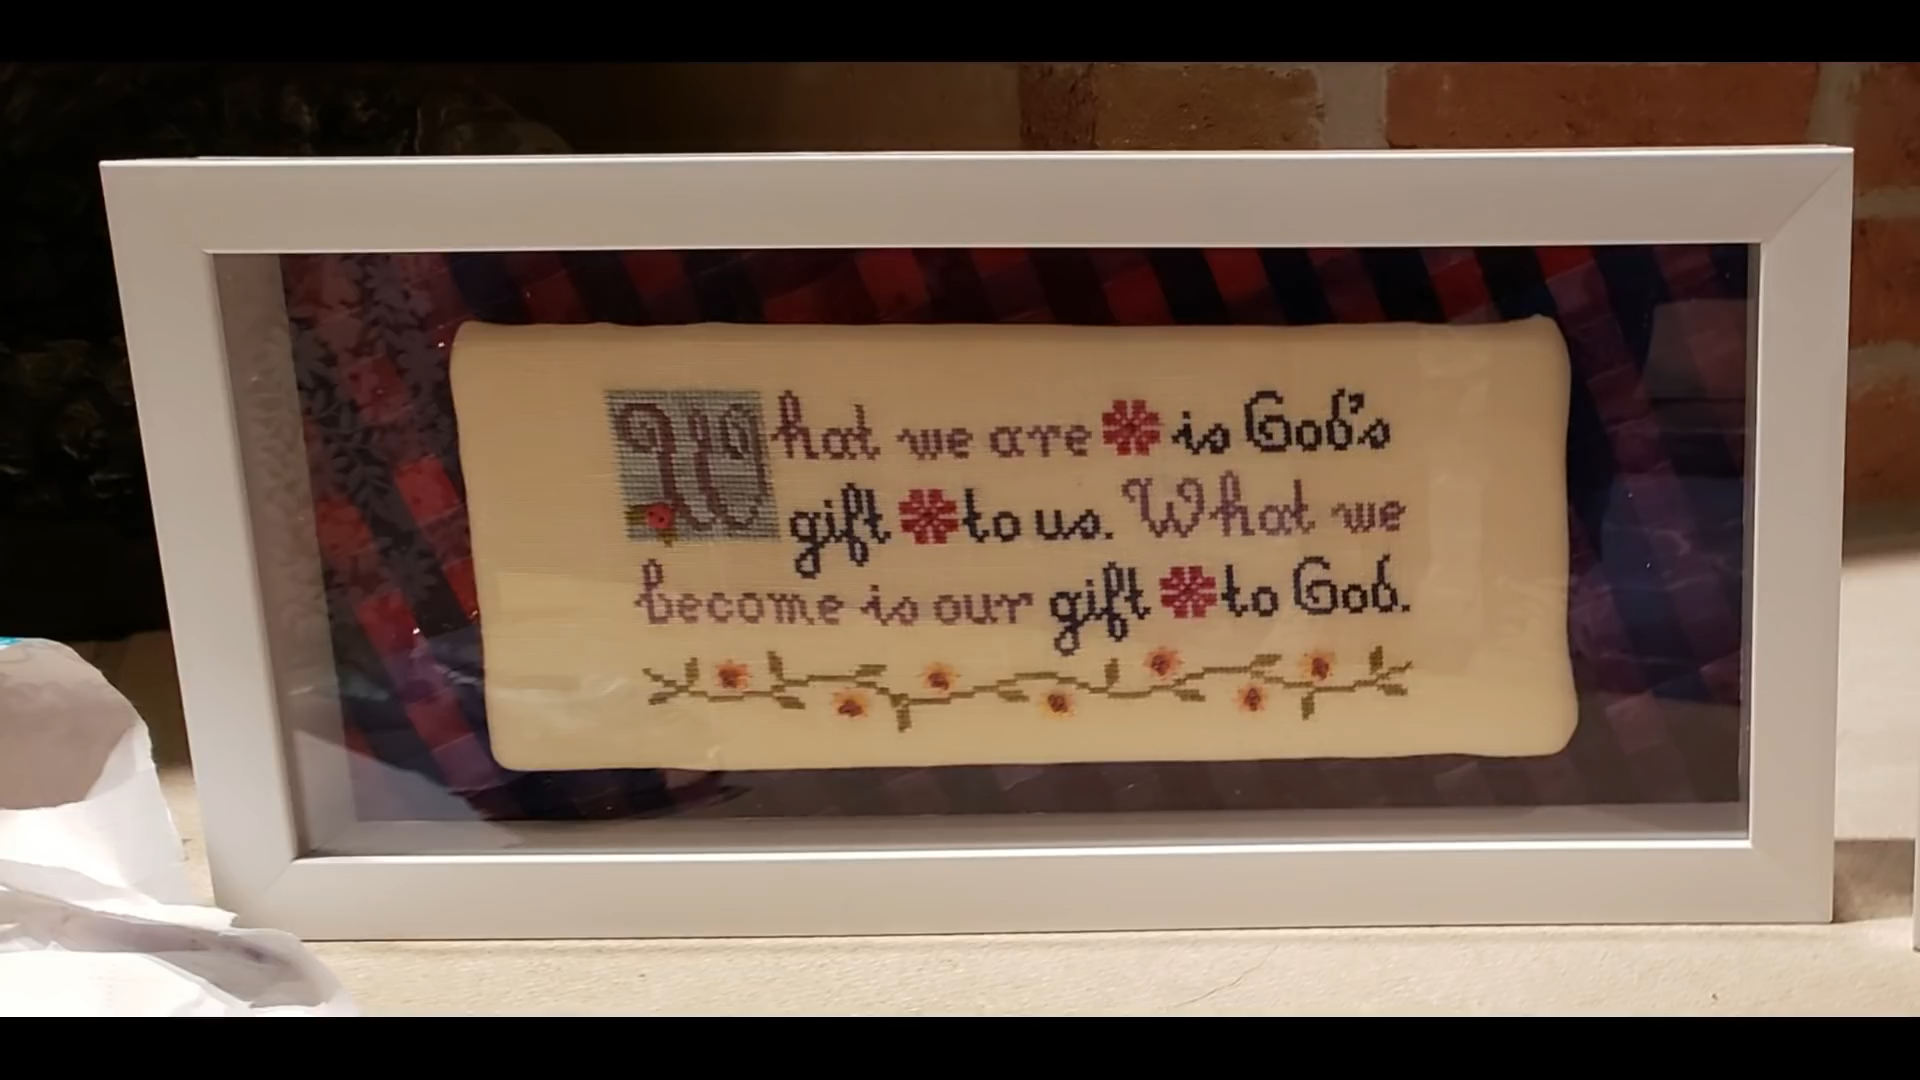 What we are is God's
gift to us. What we
become is our gift to God.